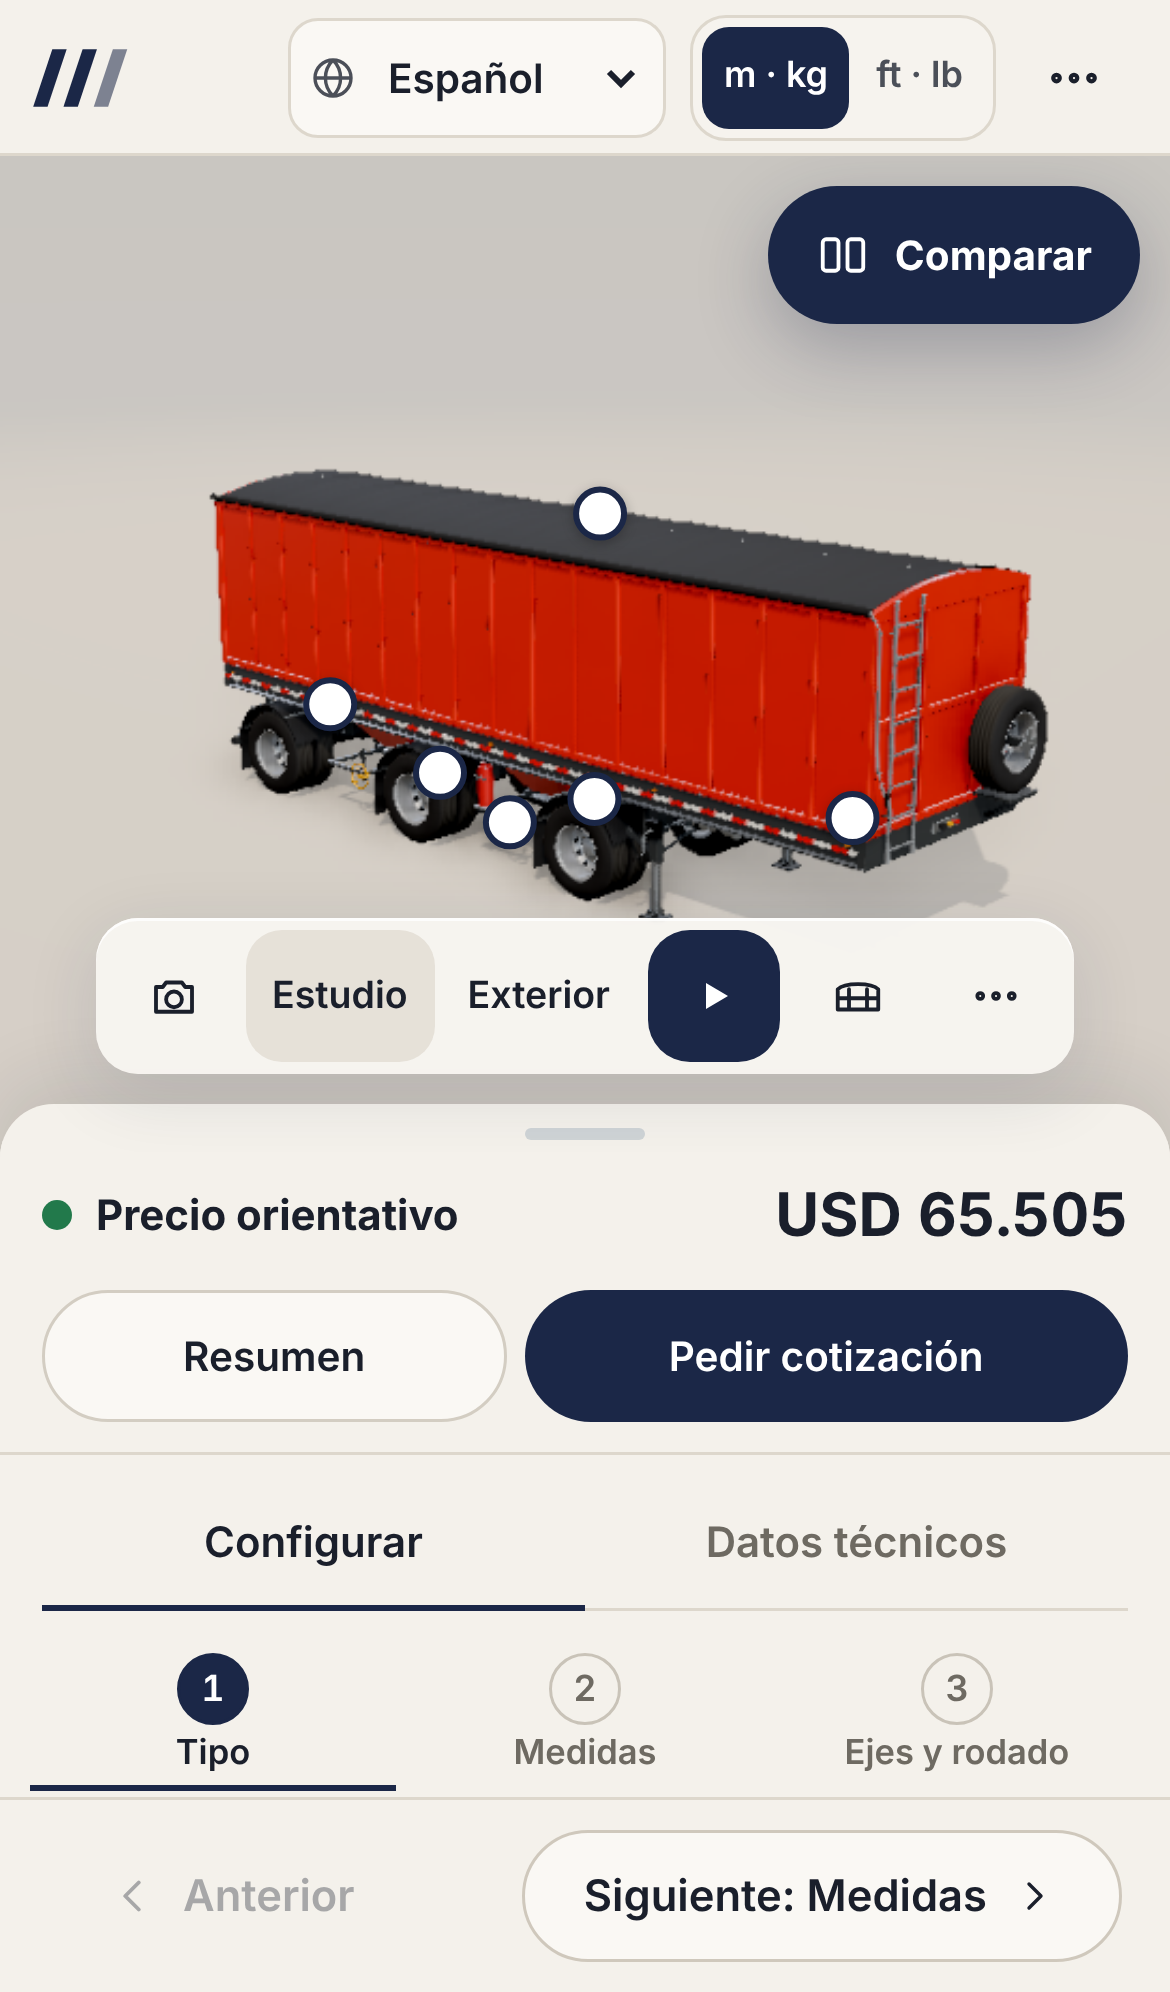 Español
m · kg
ft · lb
Comparar
Estudio
Exterior
Precio orientativo
USD 65.505
Resumen
Pedir cotización
Configurar
Datos técnicos
1
2
3
Tipo
Medidas
Ejes y rodado
Anterior
Siguiente: Medidas